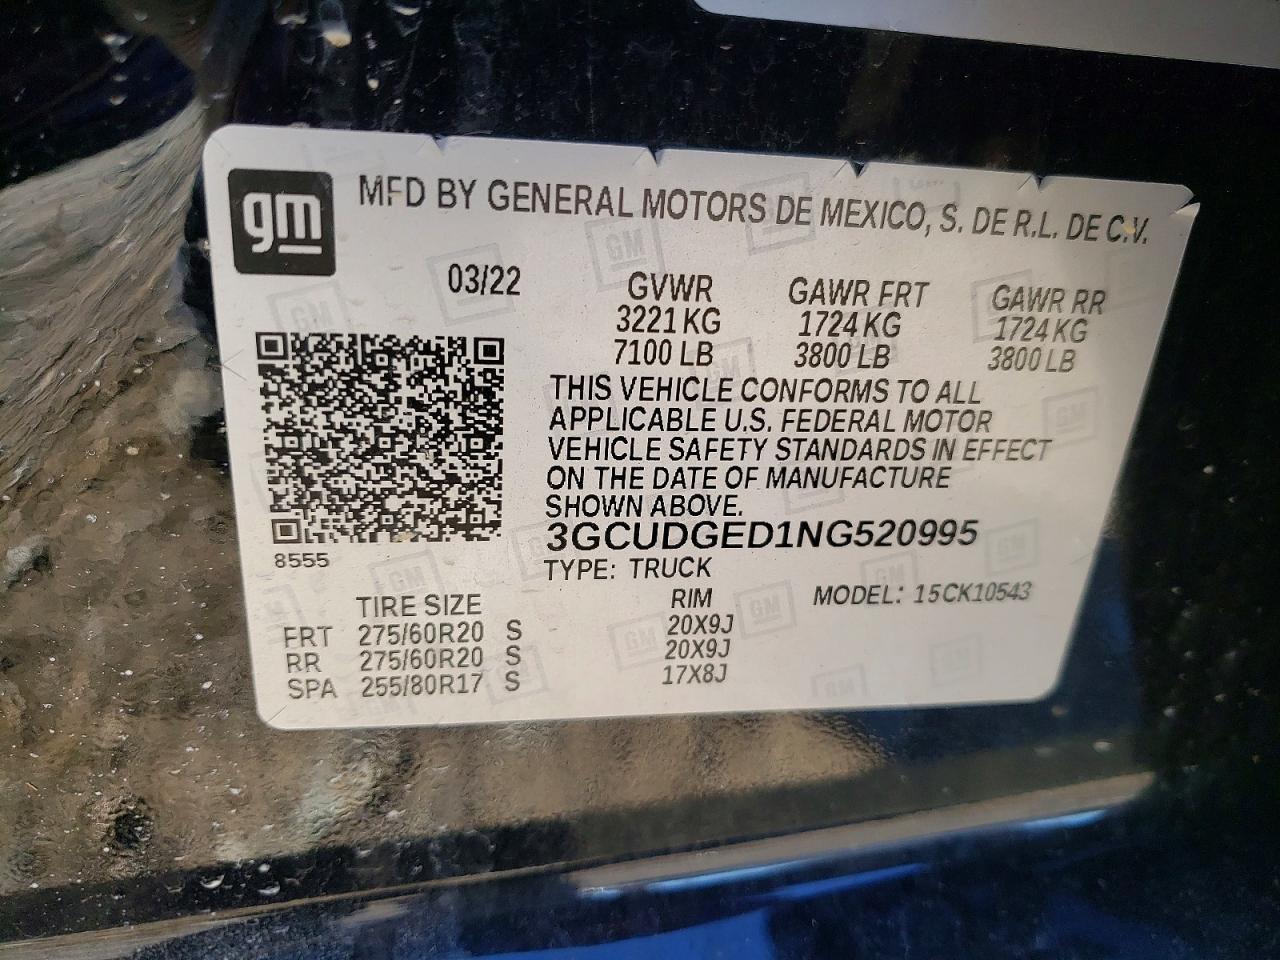 gm
MFD BY GENERAL MOTORS DE MEXICO, S. DE R.L. DE C.V.
03/22
GVWR GAWR FRT GAWR RR
3221 KG 1724 KG 1724 KG
7100 LB 3800 LB 3800 LB
THIS VEHICLE CONFORMS TO ALL
APPLICABLE U.S. FEDERAL MOTOR
VEHICLE SAFETY STANDARDS IN EFFECT
ON THE DATE OF MANUFACTURE
SHOWN ABOVE.
3GCUDGED1NG520995
8555
TYPE: TRUCK
TIRE SIZE RIM MODEL: 15CK10543
FRT 275/60R20 S 20X9J
RR 275/60R20 S 20X9J
SPA 255/80R17 S 17X8J